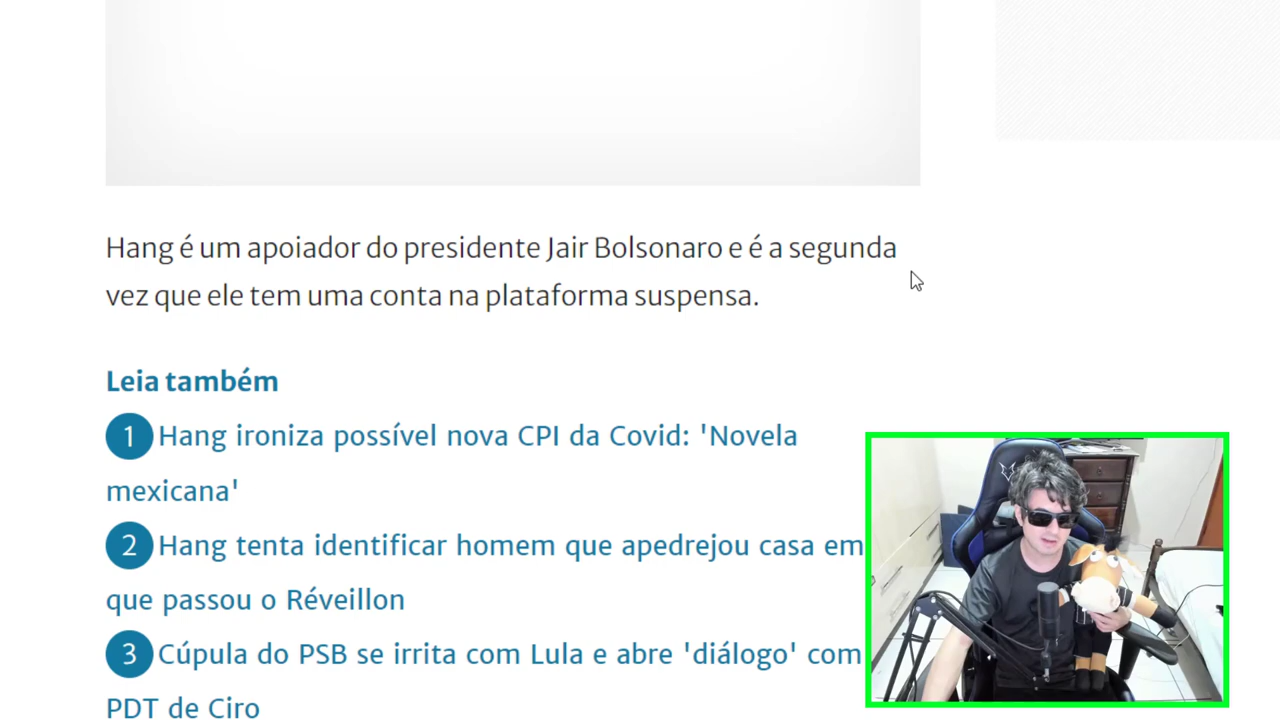 Hang é um apoiador do presidente Jair Bolsonaro e é a segunda
vez que ele tem uma conta na plataforma suspensa.
Leia também
1 Hang ironiza possível nova CPI da Covid: 'Novela
mexicana'
2 Hang tenta identificar homem que apedrejou casa em
que passou o Réveillon
3 Cúpula do PSB se irrita com Lula e abre 'diálogo' com
PDT de Ciro